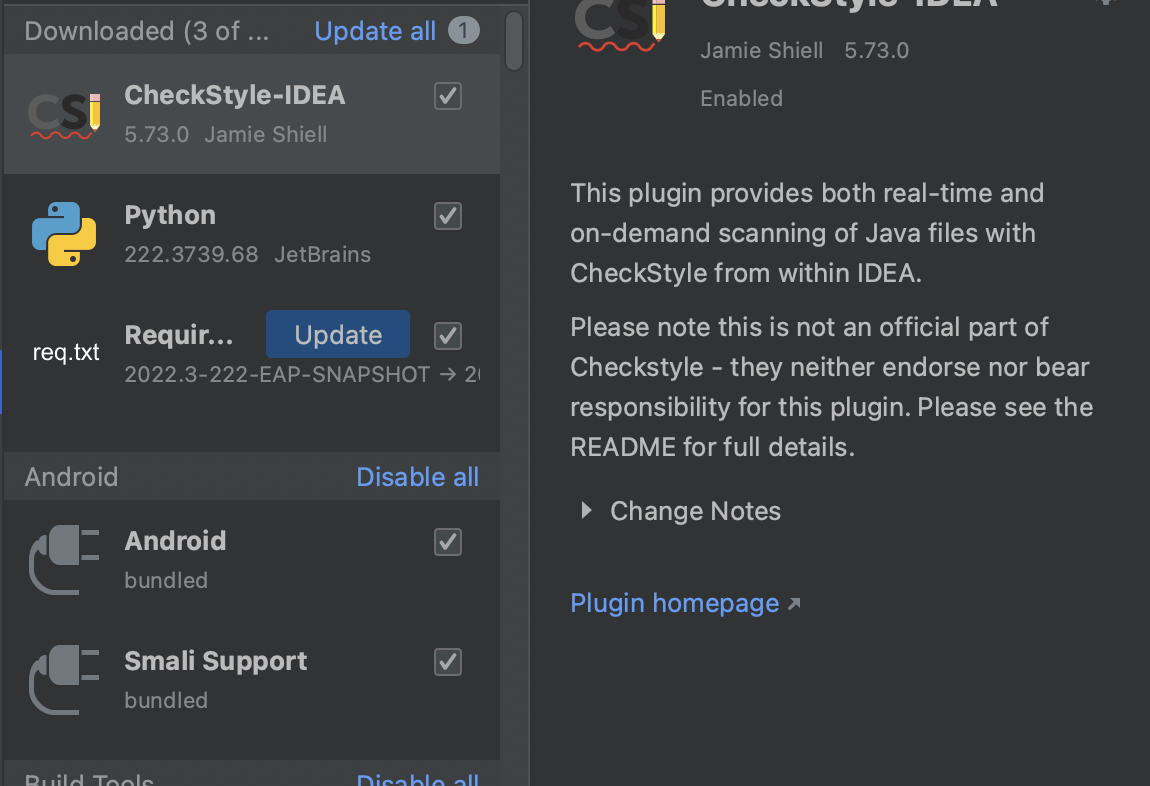 Downloaded (3 of ...
Update all 1
CS
CheckStyle-IDEA
5.73.0 Jamie Shiell
Python
222.3739.68 JetBrains
req.txt
Requir...
Update
2022.3-222-EAP-SNAPSHOT →
Android
Disable all
Android
bundled
Smali Support
bundled
Build Tools
Disable all
CS
CheckStyle-IDEA
Jamie Shiell 5.73.0
Enabled
This plugin provides both real-time and
on-demand scanning of Java files with
CheckStyle from within IDEA.
Please note this is not an official part of
Checkstyle - they neither endorse nor bear
responsibility for this plugin. Please see the
README for full details.
Change Notes
Plugin homepage